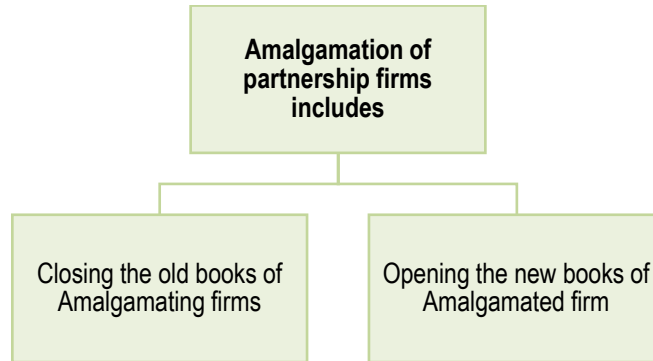 Amalgamation of
partnership firms
includes
Closing the old books of
Amalgamating firms
Opening the new books of
Amalgamated firm